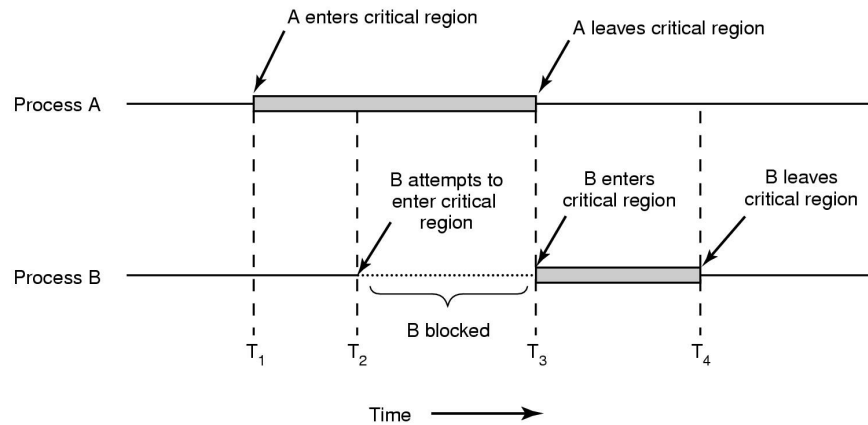 A enters critical region
A leaves critical region
Process A
B attempts to
enter critical
region
B enters
critical region
B leaves
critical region
Process B
B blocked
T1
T2
T3
T4
Time